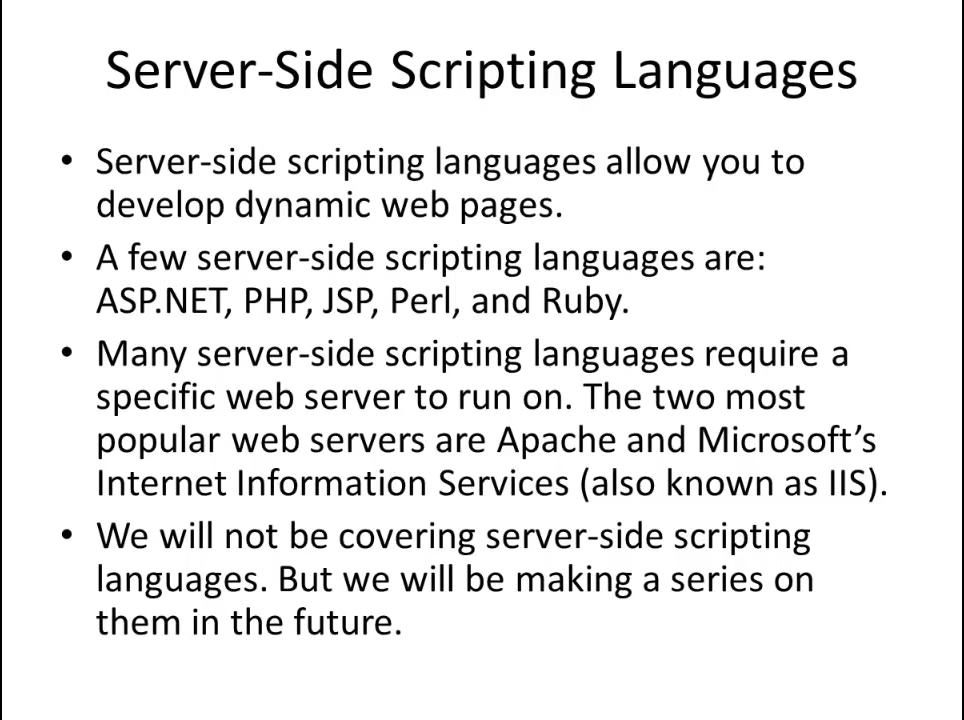 Server-Side Scripting Languages
• Server-side scripting languages allow you to
develop dynamic web pages.
• A few server-side scripting languages are:
ASP.NET, PHP, JSP, Perl, and Ruby.
• Many server-side scripting languages require a
specific web server to run on. The two most
popular web servers are Apache and Microsoft’s
Internet Information Services (also known as IIS).
• We will not be covering server-side scripting
languages. But we will be making a series on
them in the future.